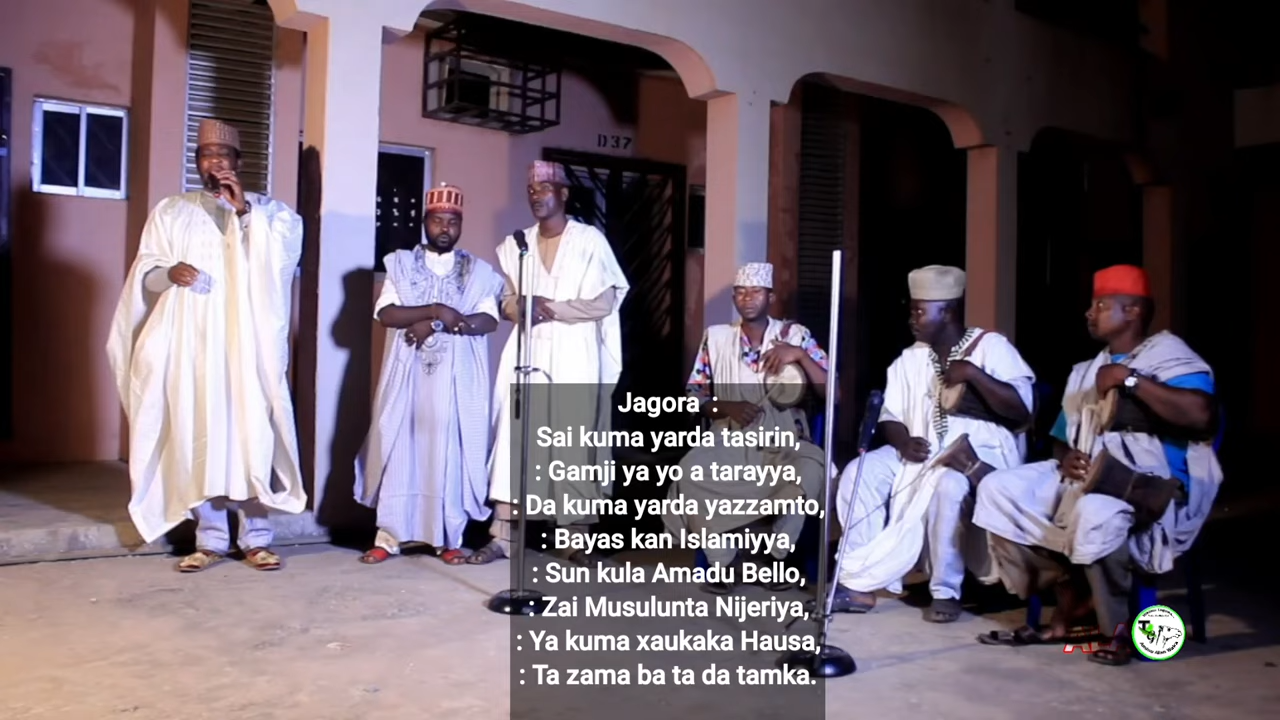 D37
Jagora :
Sai kuma yarda tasirin,
: Gamji ya yo a tarayya,
: Da kuma yarda yazzamto,
: Bayas kan Islamiyya,
: Sun kula Amadu Bello,
: Zai Musulunta Nijeriya,
: Ya kuma xaukaka Hausa,
: Ta zama ba ta da tamka.